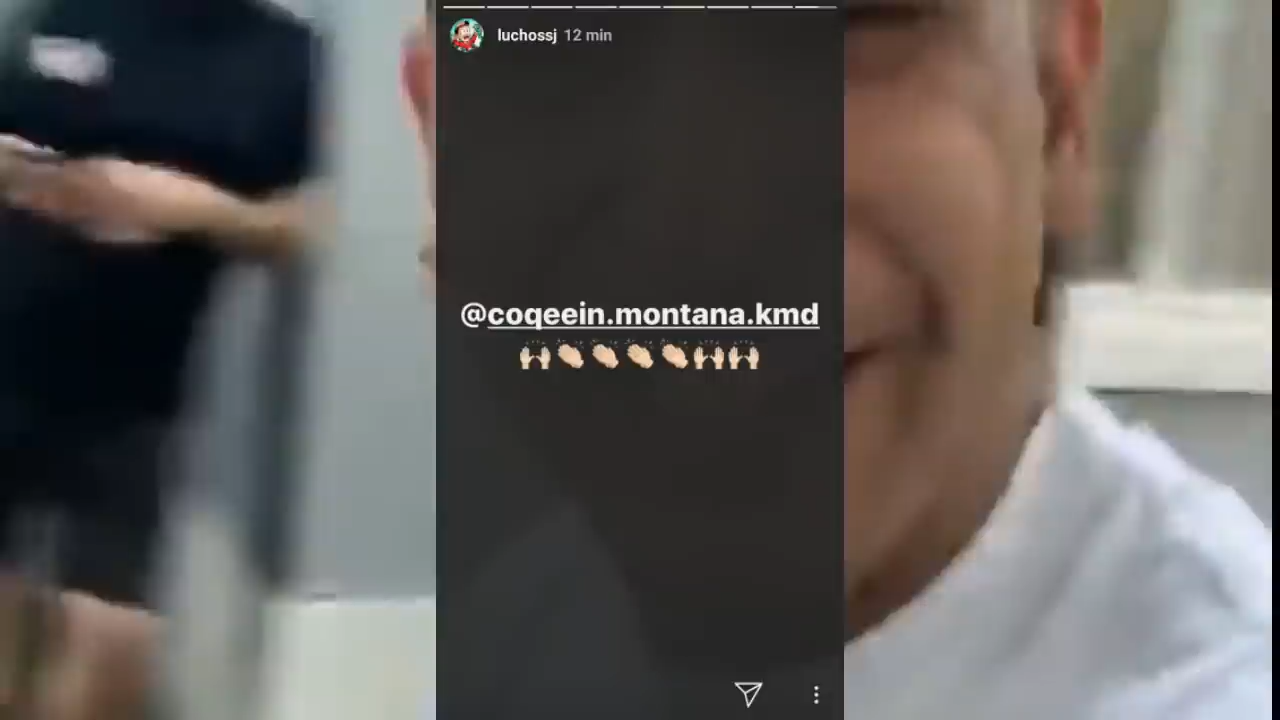 luchossj 12 min
@coqeein.montana.kmd
🙌🏻👏🏻👏🏻👏🏻👏🏻🙌🏻🙌🏻